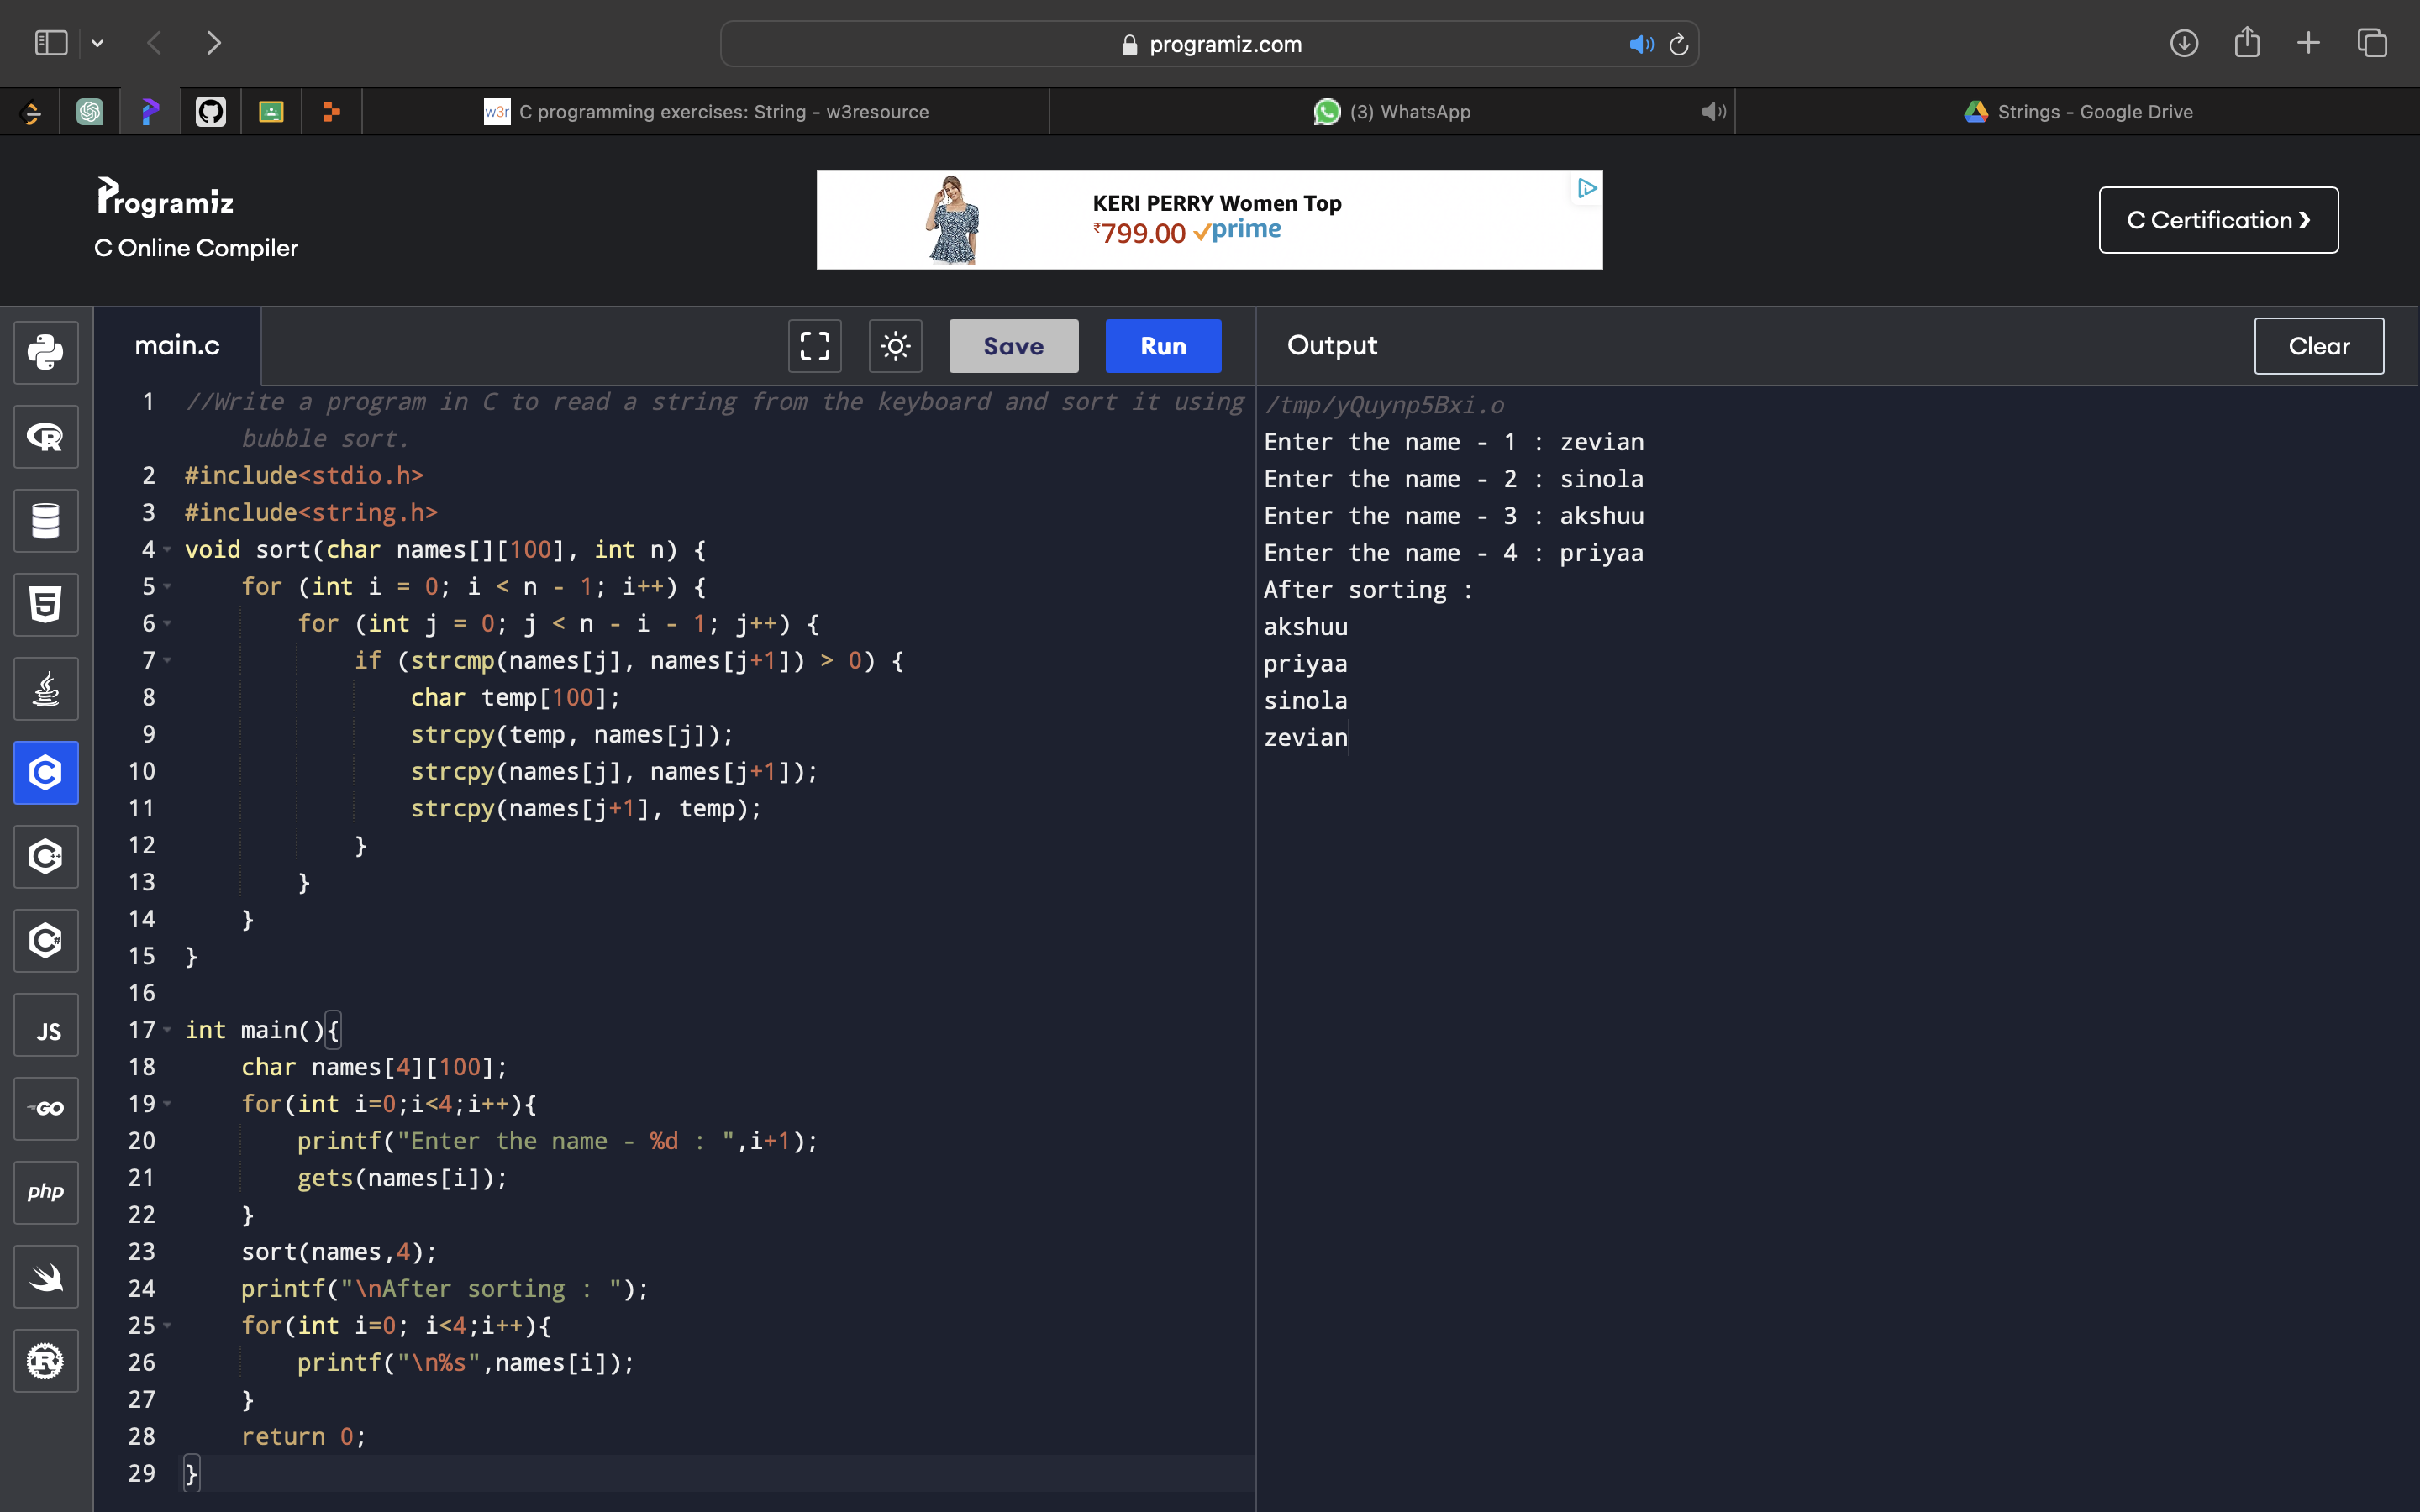 programiz.com
w3r C programming exercises: String - w3resource
(3) WhatsApp
Strings - Google Drive
Programiz
C Online Compiler
KERI PERRY Women Top
₹799.00 prime
C Certification ❯
main.c
Save
Run
Output
Clear
1 //Write a program in C to read a string from the keyboard and sort it using
bubble sort.
2 #include<stdio.h>
3 #include<string.h>
4 void sort(char names[][100], int n) {
5     for (int i = 0; i < n - 1; i++) {
6         for (int j = 0; j < n - i - 1; j++) {
7             if (strcmp(names[j], names[j+1]) > 0) {
8                 char temp[100];
9                 strcpy(temp, names[j]);
10                 strcpy(names[j], names[j+1]);
11                 strcpy(names[j+1], temp);
12             }
13         }
14     }
15 }
16
17 int main(){
18     char names[4][100];
19     for(int i=0;i<4;i++){
20         printf("Enter the name - %d : ",i+1);
21         gets(names[i]);
22     }
23     sort(names,4);
24     printf("\nAfter sorting : ");
25     for(int i=0; i<4;i++){
26         printf("\n%s",names[i]);
27     }
28     return 0;
29 }
/tmp/yQuynp5Bxi.o
Enter the name - 1 : zevian
Enter the name - 2 : sinola
Enter the name - 3 : akshuu
Enter the name - 4 : priyaa
After sorting :
akshuu
priyaa
sinola
zevian
R
5
C
C++
C#
JS
GO
php
R